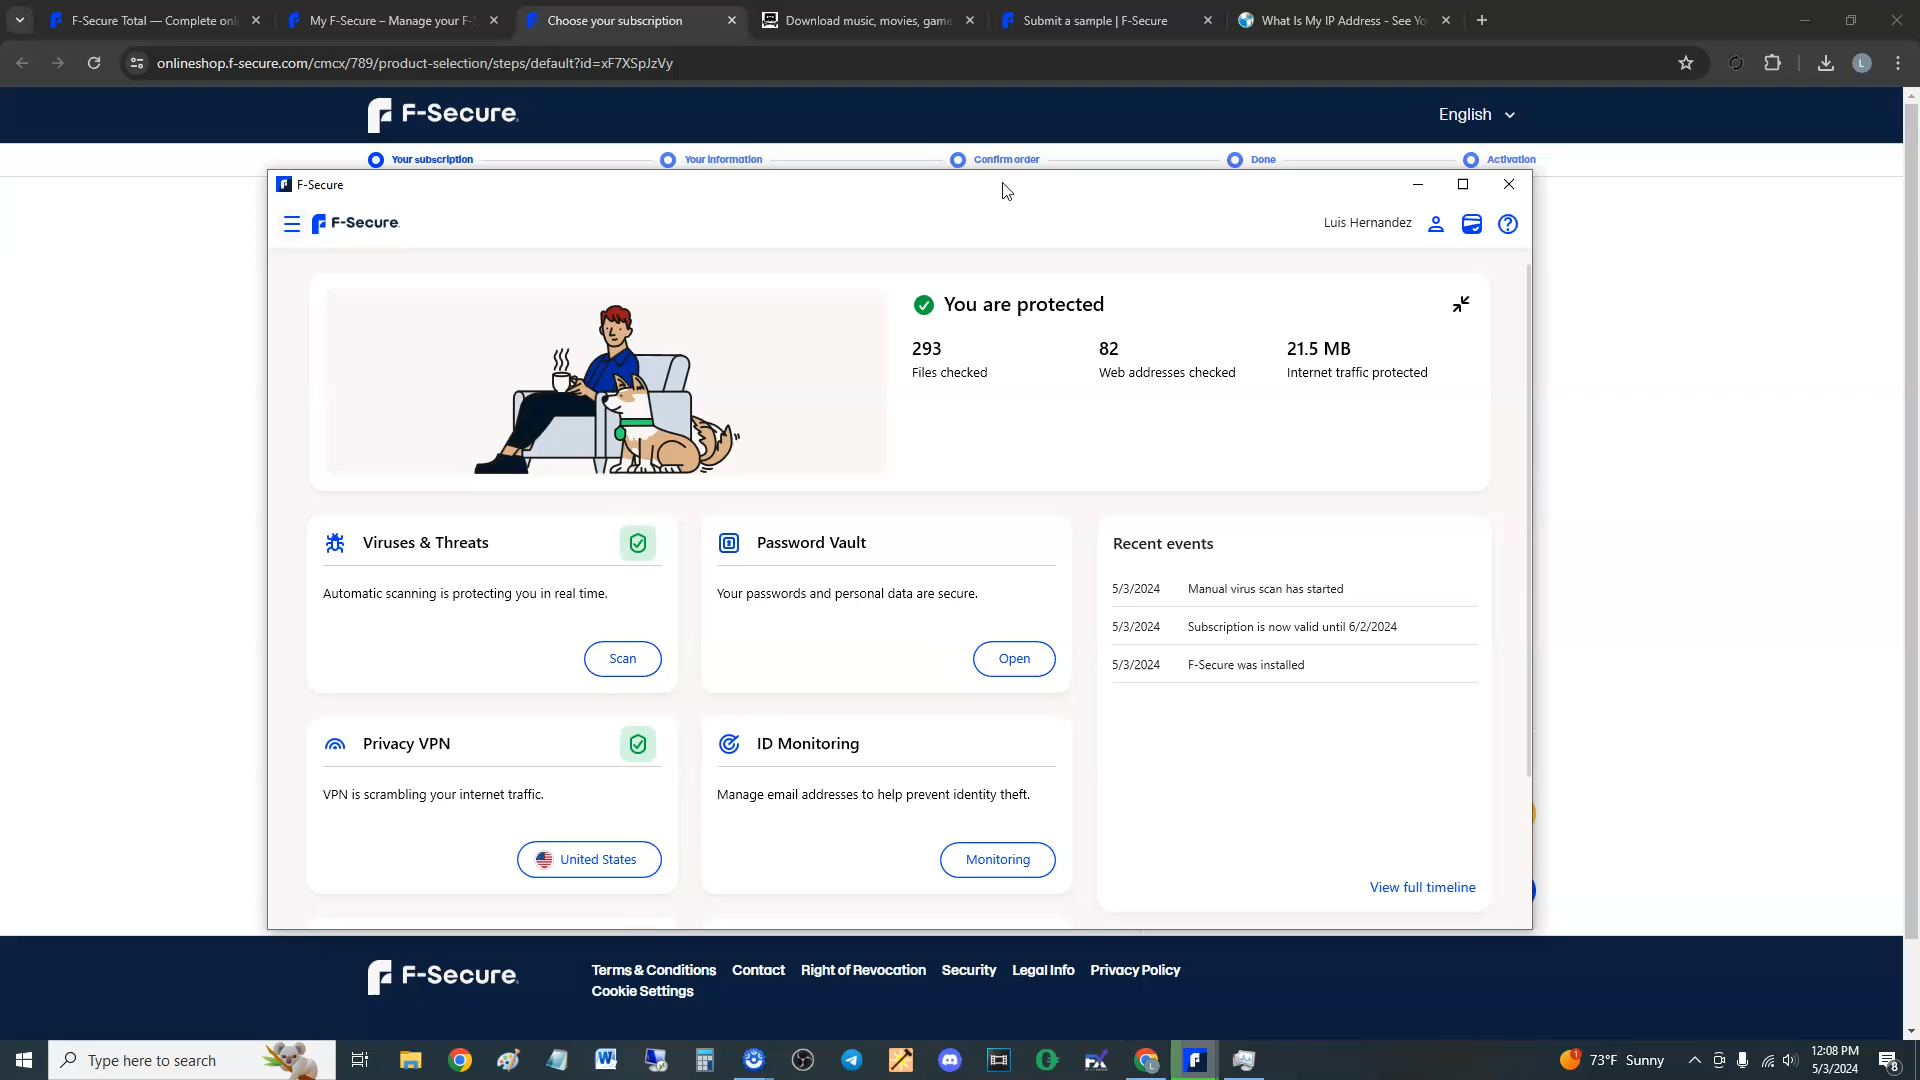 F-Secure Total — Complete onl
My F-Secure – Manage your F-S
Choose your subscription
Download music, movies, game
Submit a sample | F-Secure
What Is My IP Address - See Yo
onlineshop.f-secure.com/cmcx/789/product-selection/steps/default?id=xF7XSpJzVy
L
F-Secure.
English
Your subscription
Your information
Confirm order
Done
Activation
F-Secure
F-Secure.
Luis Hernandez
You are protected
293
82
21.5 MB
Files checked
Web addresses checked
Internet traffic protected
Viruses & Threats
Automatic scanning is protecting you in real time.
Scan
Password Vault
Your passwords and personal data are secure.
Open
Recent events
5/3/2024 Manual virus scan has started
5/3/2024 Subscription is now valid until 6/2/2024
5/3/2024 F-Secure was installed
View full timeline
Privacy VPN
VPN is scrambling your internet traffic.
United States
ID Monitoring
Manage email addresses to help prevent identity theft.
Monitoring
F-Secure.
Terms & Conditions Contact Right of Revocation Security Legal Info Privacy Policy
Cookie Settings
Type here to search
1
73°F Sunny
12:08 PM
5/3/2024
8